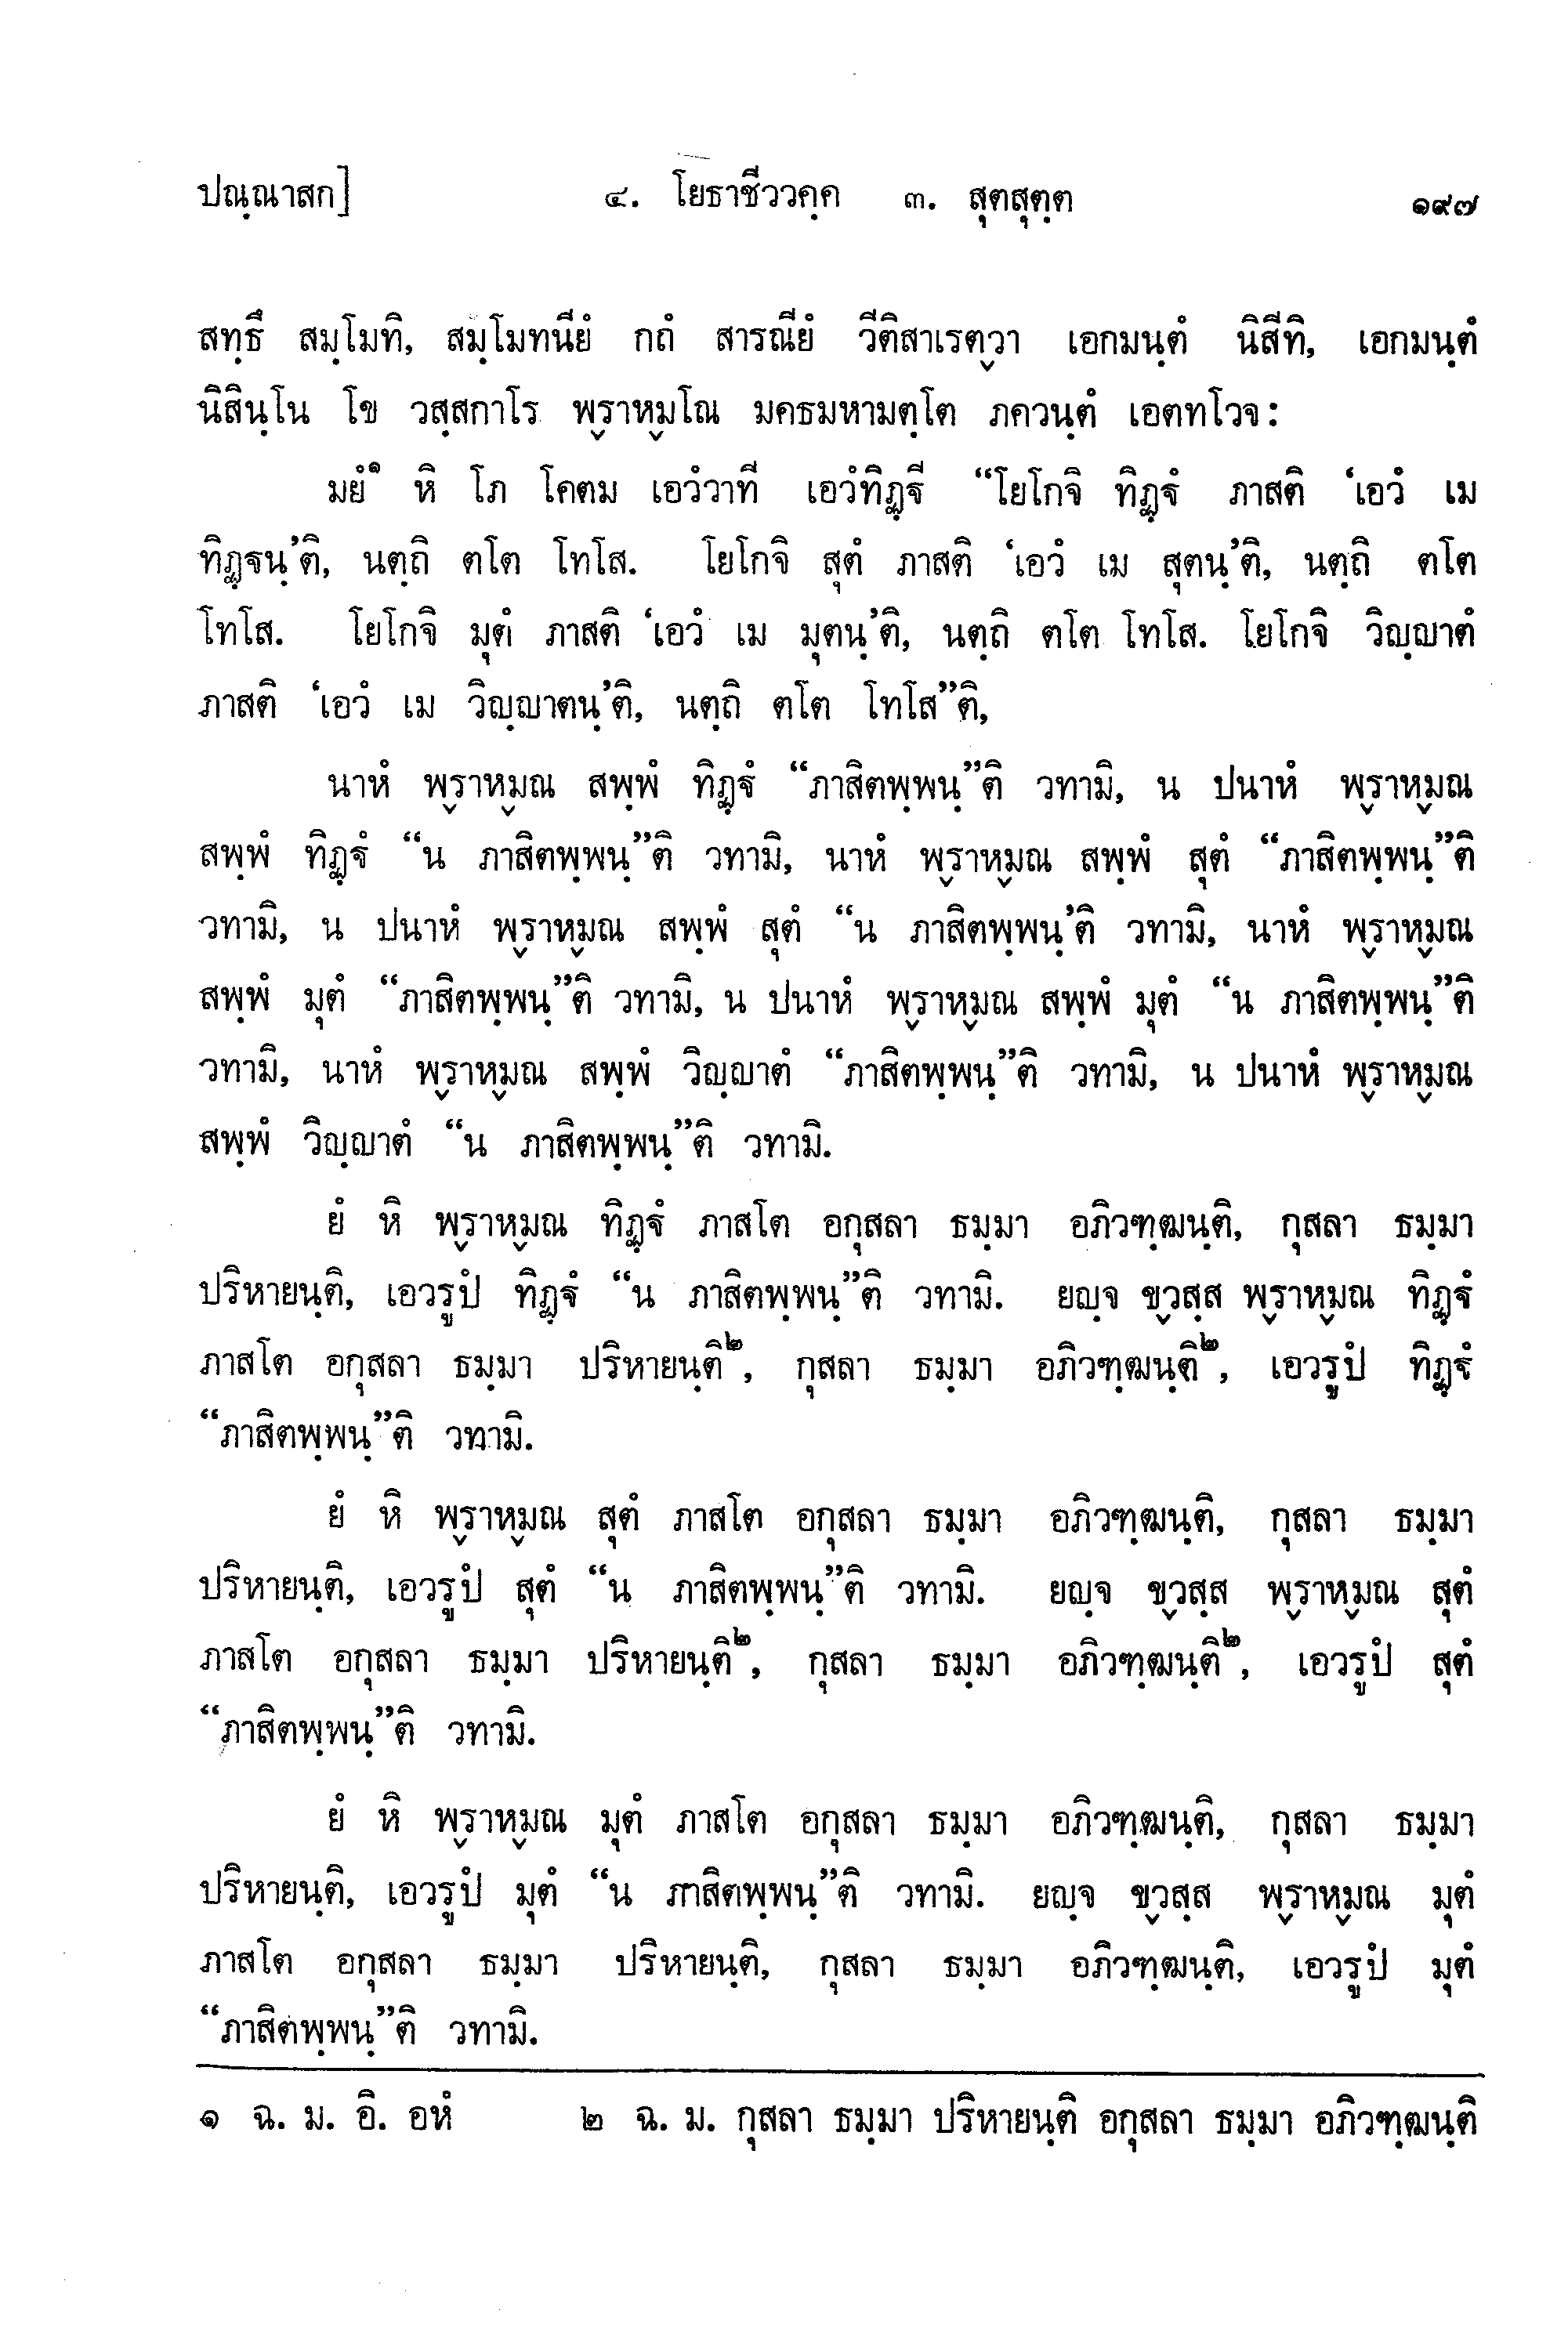 ปณฺณาสก] ๔. โยธาชีววคฺค ๓. สุตสุตฺต ๑๙๗
สทฺธึ สมฺโมทิ, สมฺโมทนียํ กถํ สารณียํ วีติสาเรตฺวา เอกมนฺตํ นิสีทิ, เอกมนฺตํ
นิสินฺโน โข วสฺสกาโร พฺราหฺมโณ มคธมหามตฺโต ภควนฺตํ เอตทโวจ:
มยํ๑ หิ โภ โคตม เอวํวาที เอวํทิฏฺฐี “โยโกจิ ทิฏฺฐํ ภาสติ ‘เอวํ เม
ทิฏฺฐนฺ’ติ, นตฺถิ ตโต โทโส. โยโกจิ สุตํ ภาสติ ‘เอวํ เม สุตนฺ’ติ, นตฺถิ ตโต
โทโส. โยโกจิ มุตํ ภาสติ ‘เอวํ เม มุตนฺ’ติ, นตฺถิ ตโต โทโส. โยโกจิ วิญฺญาตํ
ภาสติ ‘เอวํ เม วิญฺญาตนฺ’ติ, นตฺถิ ตโต โทโส”ติ,
นาหํ พฺราหฺมณ สพฺพํ ทิฏฺฐํ “ภาสิตพฺพนฺ”ติ วทามิ, น ปนาหํ พฺราหฺมณ
สพฺพํ ทิฏฺฐํ “น ภาสิตพฺพนฺ”ติ วทามิ, นาหํ พฺราหฺมณ สพฺพํ สุตํ “ภาสิตพฺพนฺ”ติ
วทามิ, น ปนาหํ พฺราหฺมณ สพฺพํ สุตํ “น ภาสิตพฺพนฺ’ติ วทามิ, นาหํ พฺราหฺมณ
สพฺพํ มุตํ “ภาสิตพฺพนฺ”ติ วทามิ, น ปนาหํ พฺราหฺมณ สพฺพํ มุตํ “น ภาสิตพฺพนฺ”ติ
วทามิ, นาหํ พฺราหฺมณ สพฺพํ วิญฺญาตํ “ภาสิตพฺพนฺ”ติ วทามิ, น ปนาหํ พฺราหฺมณ
สพฺพํ วิญฺญาตํ “น ภาสิตพฺพนฺ”ติ วทามิ.
ยํ หิ พฺราหฺมณ ทิฏฺฐํ ภาสโต อกุสลา ธมฺมา อภิวฑฺฒนฺติ, กุสลา ธมฺมา
ปริหายนฺติ, เอวรูปํ ทิฏฺฐํ “น ภาสิตพฺพนฺ”ติ วทามิ. ยญฺจ ขฺวสฺส พฺราหฺมณ ทิฏฺฐํ
ภาสโต อกุสลา ธมฺมา ปริหายนฺติ๒, กุสลา ธมฺมา อภิวฑฺฒนฺติ๒, เอวรูปํ ทิฏฺฐํ
“ภาสิตพฺพนฺ”ติ วทามิ.
ยํ หิ พฺราหฺมณ สุตํ ภาสโต อกุสลา ธมฺมา อภิวฑฺฒนฺติ, กุสลา ธมฺมา
ปริหายนฺติ, เอวรูปํ สุตํ “น ภาสิตพฺพนฺ”ติ วทามิ. ยญฺจ ขฺวสฺส พฺราหฺมณ สุตํ
ภาสโต อกุสลา ธมฺมา ปริหายนฺติ๒, กุสลา ธมฺมา อภิวฑฺฒนฺติ๒, เอวรูปํ สุตํ
“ภาสิตพฺพนฺ”ติ วทามิ.
ยํ หิ พฺราหฺมณ มุตํ ภาสโต อกุสลา ธมฺมา อภิวฑฺฒนฺติ, กุสลา ธมฺมา
ปริหายนฺติ, เอวรูปํ มุตํ “น ภาสิตพฺพนฺ”ติ วทามิ. ยญฺจ ขฺวสฺส พฺราหฺมณ มุตํ
ภาสโต อกุสลา ธมฺมา ปริหายนฺติ, กุสลา ธมฺมา อภิวฑฺฒนฺติ, เอวรูปํ มุตํ
“ภาสิตพฺพนฺ”ติ วทามิ.
๑ ฉ. ม. อิ. อหํ ๒ ฉ. ม. กุสลา ธมฺมา ปริหายนฺติ อกุสลา ธมฺมา อภิวฑฺฒนฺติ